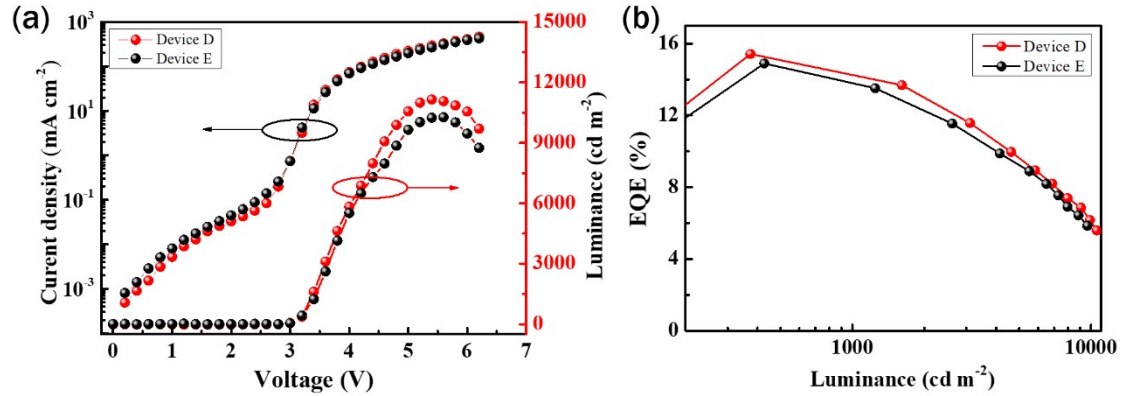 (a)
Curent density (mA cm-2)
10^3
10^1
10^-1
10^-3
Device D
Device E
15000
12000
9000
6000
3000
0
Luminance (cd m-2)
0 1 2 3 4 5 6 7
Voltage (V)
(b)
EQE (%)
16
12
8
4
0
Device D
Device E
1000 10000
Luminance (cd m-2)